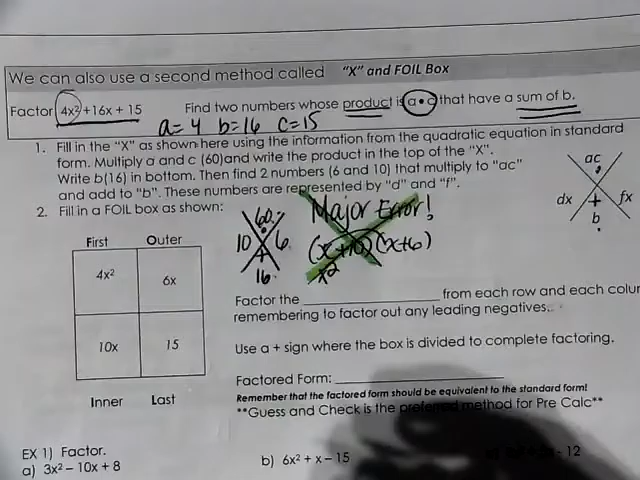 We can also use a second method called "X" and FOIL Box
Factor 4x² +16x + 15 Find two numbers whose product is a • c that have a sum of b.
a = 4 b = 16 c = 15
1. Fill in the "X" as shown here using the information from the quadratic equation in standard
form. Multiply a and c (60)and write the product in the top of the "X".
Write b(16) in bottom. Then find 2 numbers (6 and 10) that multiply to "ac"
and add to "b". These numbers are represented by "d" and "f".
ac
dx + fx
b
2. Fill in a FOIL box as shown:
60
10 + 6
16
Major Error!
(x+10)(x+6)
x²
First Outer
4x² 6x
10x 15
Inner Last
Factor the from each row and each colu
remembering to factor out any leading negatives.
Use a + sign where the box is divided to complete factoring.
Factored Form:
Remember that the factored form should be equivalent to the standard form!
**Guess and Check is the preferred method for Pre Calc**
EX 1) Factor.
a) 3x² – 10x + 8 b) 6x² + x – 15 - 12